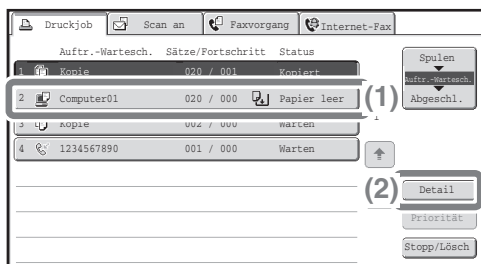 Druckjob Scan an Faxvorgang Internet-Fax
Auftr.-Wartesch. Sätze/Fortschritt Status
1 Kopie 020 / 001 Kopiert
2 Computer01 020 / 000 Papier leer
3 Kopie 002 / 000 Warten
4 1234567890 001 / 000 Warten
(1)
1
Spulen
Auftr.-Wartesch.
Abgeschl.
(2)
Detail
Priorität
Stopp/Lösch